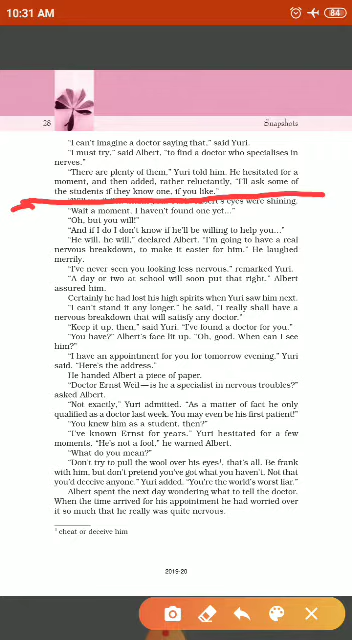 10:31 AM
84
28
Snapshots
"I can't imagine a doctor saying that," said Yuri.
"I must try," said Albert, "to find a doctor who specialises in
nerves."
"There are plenty of them," Yuri told him. He hesitated for a
moment, and then added, rather reluctantly, "I'll ask some of
the students if they know one, if you like."
eyes were shining.
"Wait a moment. I haven't found one yet..."
"Oh, but you will!"
"And if I do I don't know if he'll be willing to help you..."
"He will, he will," declared Albert. "I'm going to have a real
nervous breakdown, to make it easier for him." He laughed
merrily.
"I've never seen you looking less nervous," remarked Yuri.
"A day or two at school will soon put that right," Albert
assured him.
Certainly he had lost his high spirits when Yuri saw him next.
"I can't stand it any longer," he said, "I really shall have a
nervous breakdown that will satisfy any doctor."
"Keep it up, then," said Yuri. "I've found a doctor for you."
"You have?" Albert's face lit up. "Oh, good. When can I see
him?"
"I have an appointment for you for tomorrow evening," Yuri
said. "Here's the address."
He handed Albert a piece of paper.
"Doctor Ernst Weil — is he a specialist in nervous troubles?"
asked Albert.
"Not exactly," Yuri admitted. "As a matter of fact he only
qualified as a doctor last week. You may even be his first patient!"
"You knew him as a student, then?"
"I've known Ernst for years." Yuri hesitated for a few
moments. "He's not a fool," he warned Albert.
"What do you mean?"
"Don't try to pull the wool over his eyes¹, that's all. Be frank
with him, but don't pretend you've got what you haven't. Not that
you'd deceive anyone." Yuri added. "You're the world's worst liar."
Albert spent the next day wondering what to tell the doctor.
When the time arrived for his appointment he had worried over
it so much that he really was quite nervous.
¹ cheat or deceive him
2019-20